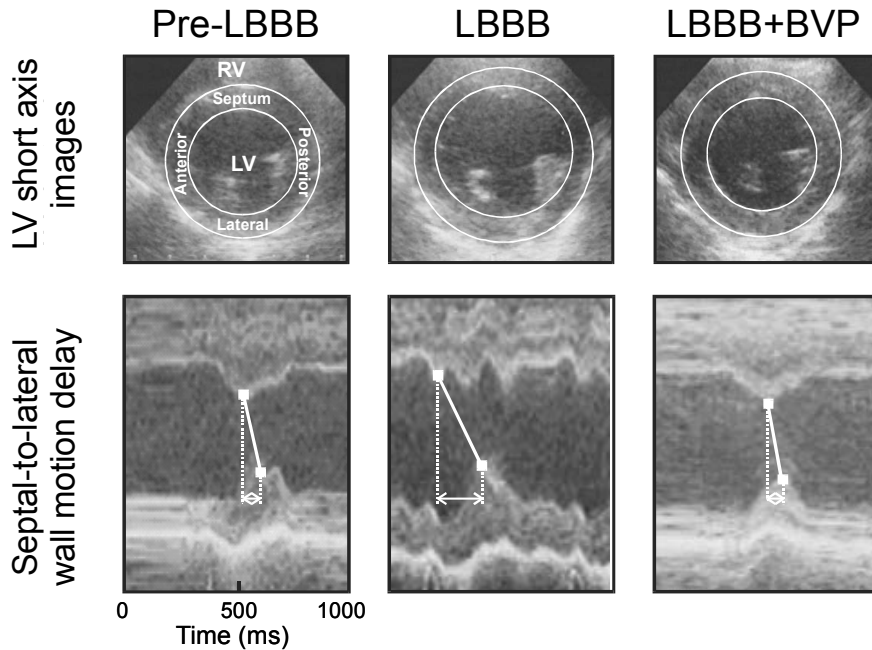 Pre-LBBB
LBBB
LBBB+BVP
LV short axis
images
RV
Septum
Anterior
LV
Posterior
Lateral
Septal-to-lateral
wall motion delay
0
500
1000
Time (ms)